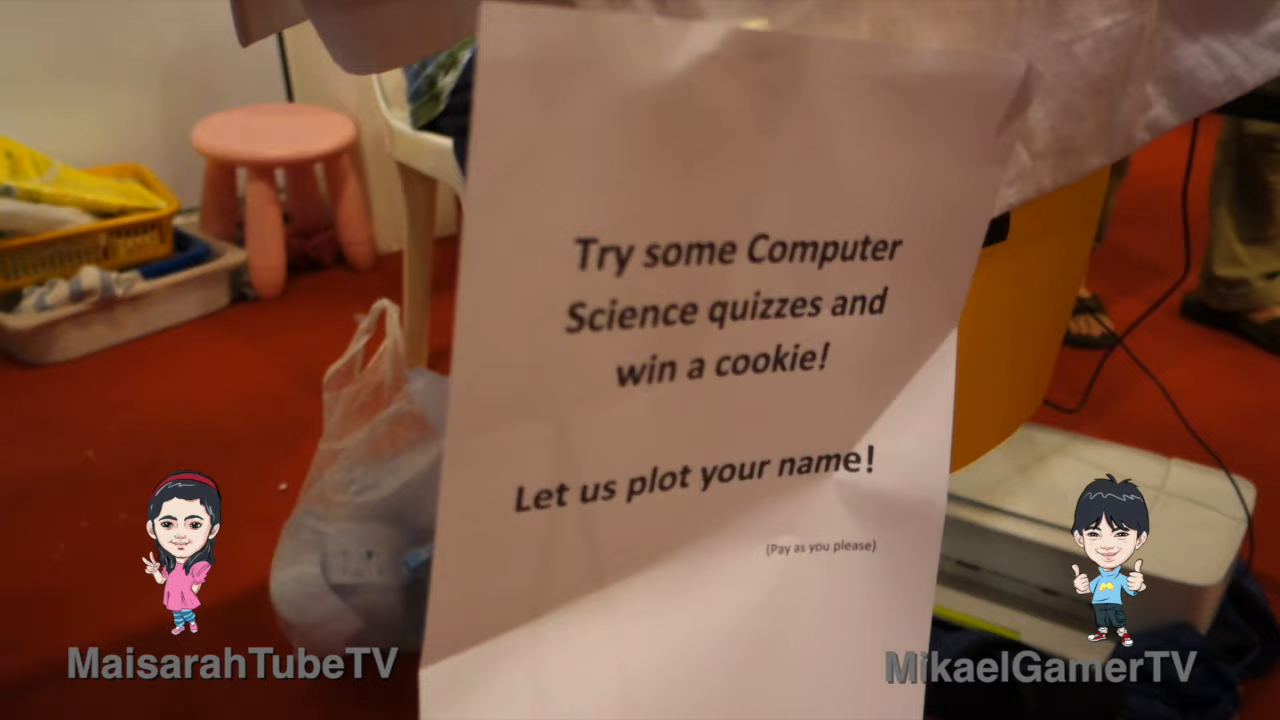 Try some Computer
Science quizzes and
win a cookie!
Let us plot your name!
(Pay as you please)
MaisarahTubeTV
MikaelGamerTV